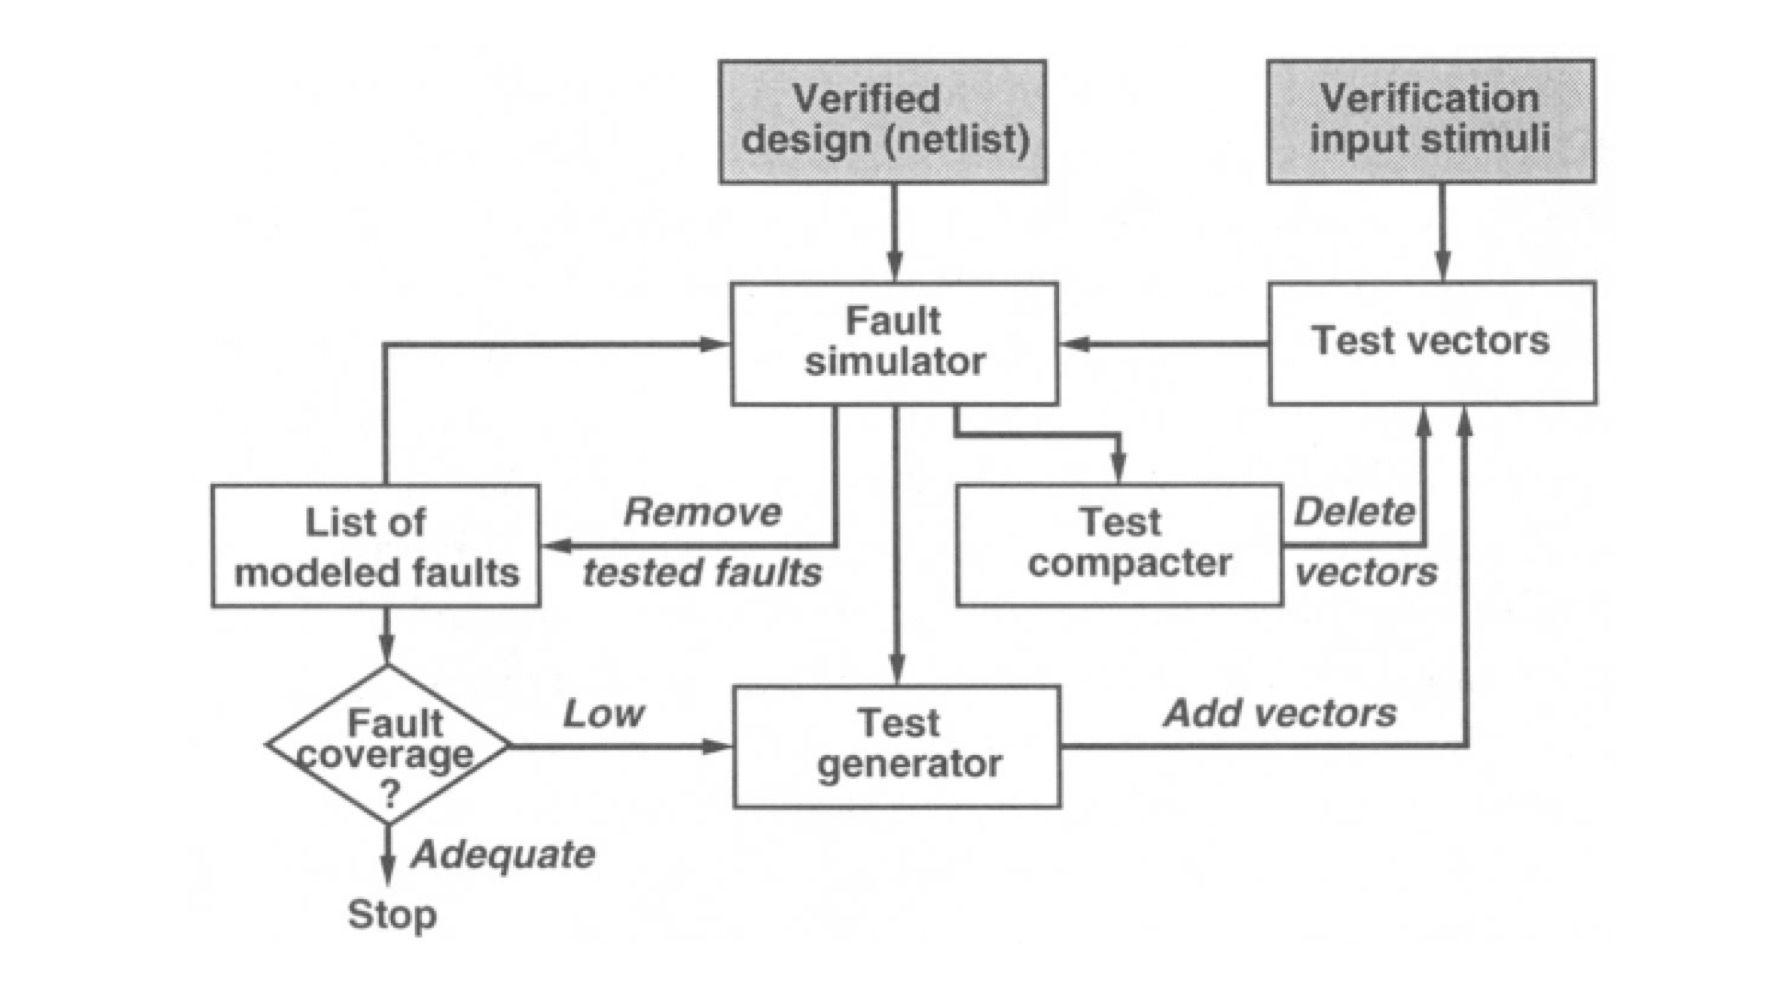 Verified
design (netlist)
Verification
input stimuli
Fault
simulator
Test vectors
List of
modeled faults
Remove
tested faults
Test
compacter
Delete
vectors
Fault
coverage
?
Low
Test
generator
Add vectors
Adequate
Stop